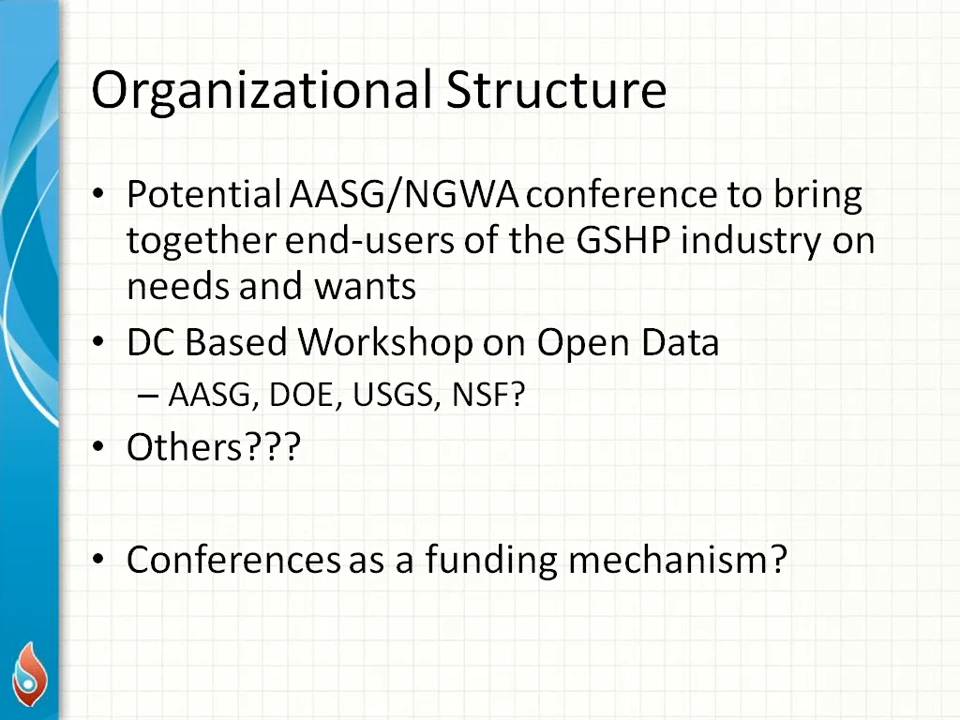 Organizational Structure
• Potential AASG/NGWA conference to bring
together end-users of the GSHP industry on
needs and wants
• DC Based Workshop on Open Data
– AASG, DOE, USGS, NSF?
• Others???
• Conferences as a funding mechanism?